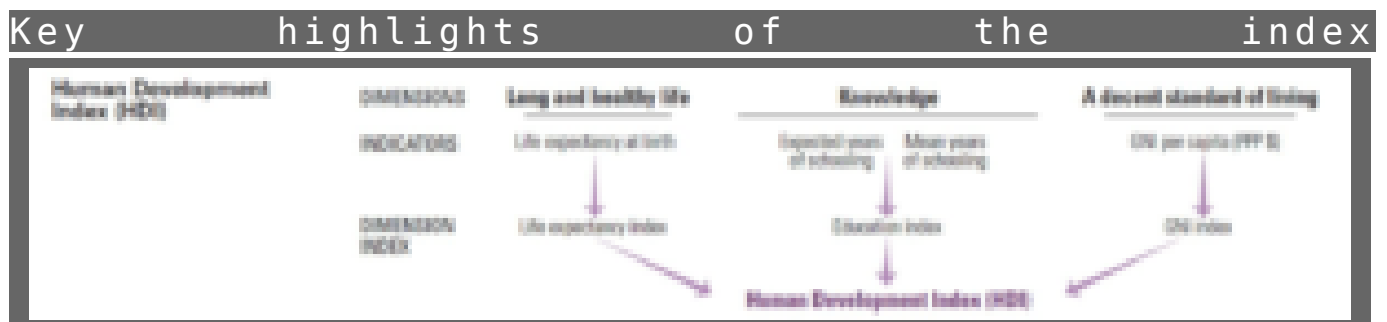 Key highlights of the index
Human Development
Index (HDI)
DIMENSIONS
Long and healthy life
Knowledge
A decent standard of living
INDICATORS
Life expectancy at birth
Expected years
of schooling
Mean years
of schooling
GNI per capita (PPP $)
DIMENSION
INDEX
Life expectancy index
Education index
GNI index
Human Development Index (HDI)